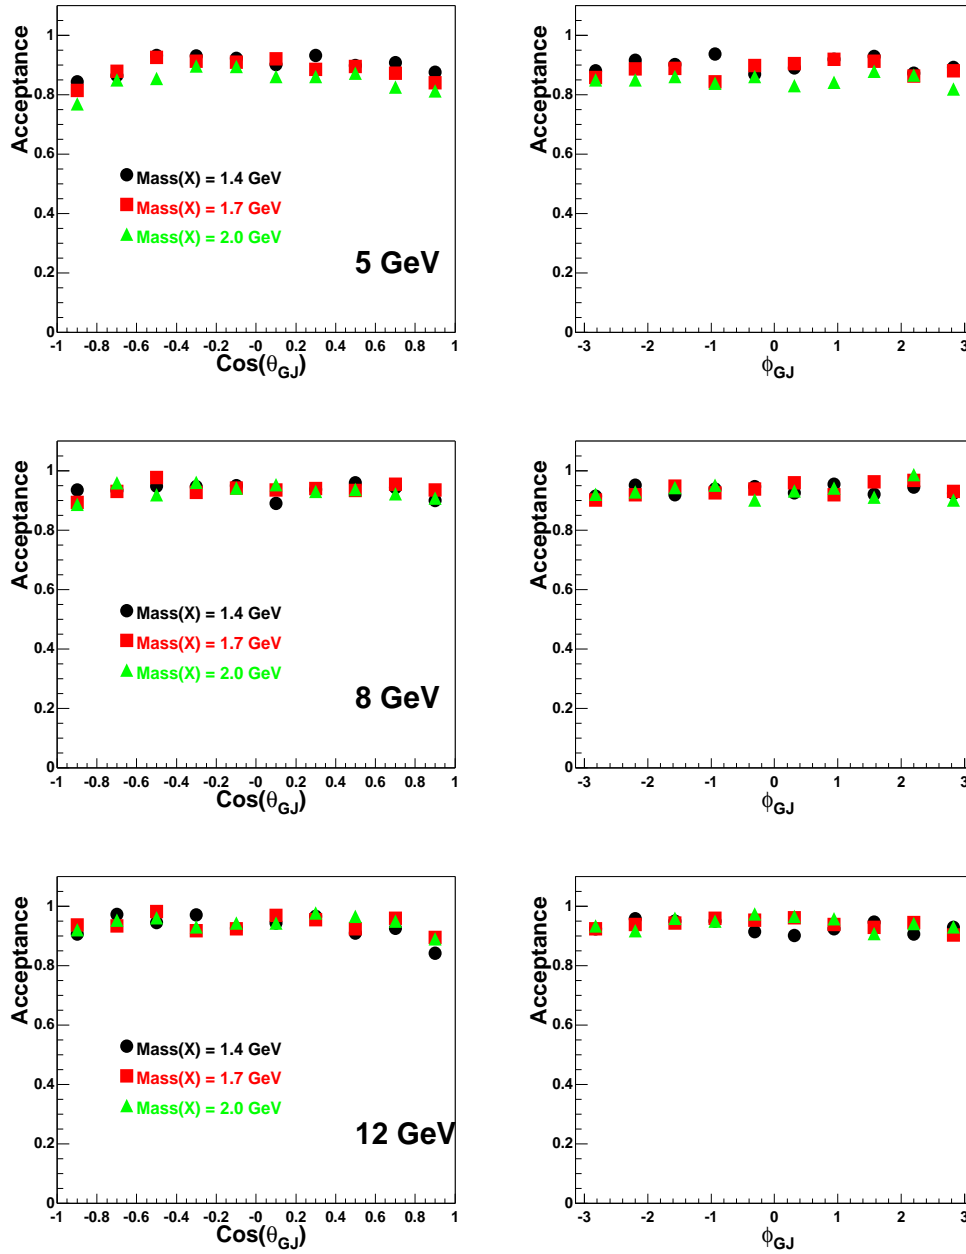 Acceptance
1
0.8
0.6
0.4
0.2
0
Mass(X) = 1.4 GeV
Mass(X) = 1.7 GeV
Mass(X) = 2.0 GeV
5 GeV
-1 -0.8 -0.6 -0.4 -0.2 -0 0.2 0.4 0.6 0.8 1
Cos(θGJ)
Acceptance
1
0.8
0.6
0.4
0.2
0
-3 -2 -1 0 1 2 3
ϕGJ
Acceptance
1
0.8
0.6
0.4
0.2
0
Mass(X) = 1.4 GeV
Mass(X) = 1.7 GeV
Mass(X) = 2.0 GeV
8 GeV
-1 -0.8 -0.6 -0.4 -0.2 -0 0.2 0.4 0.6 0.8 1
Cos(θGJ)
Acceptance
1
0.8
0.6
0.4
0.2
0
-3 -2 -1 0 1 2 3
ϕGJ
Acceptance
1
0.8
0.6
0.4
0.2
0
Mass(X) = 1.4 GeV
Mass(X) = 1.7 GeV
Mass(X) = 2.0 GeV
12 GeV
-1 -0.8 -0.6 -0.4 -0.2 -0 0.2 0.4 0.6 0.8 1
Cos(θGJ)
Acceptance
1
0.8
0.6
0.4
0.2
0
-3 -2 -1 0 1 2 3
ϕGJ